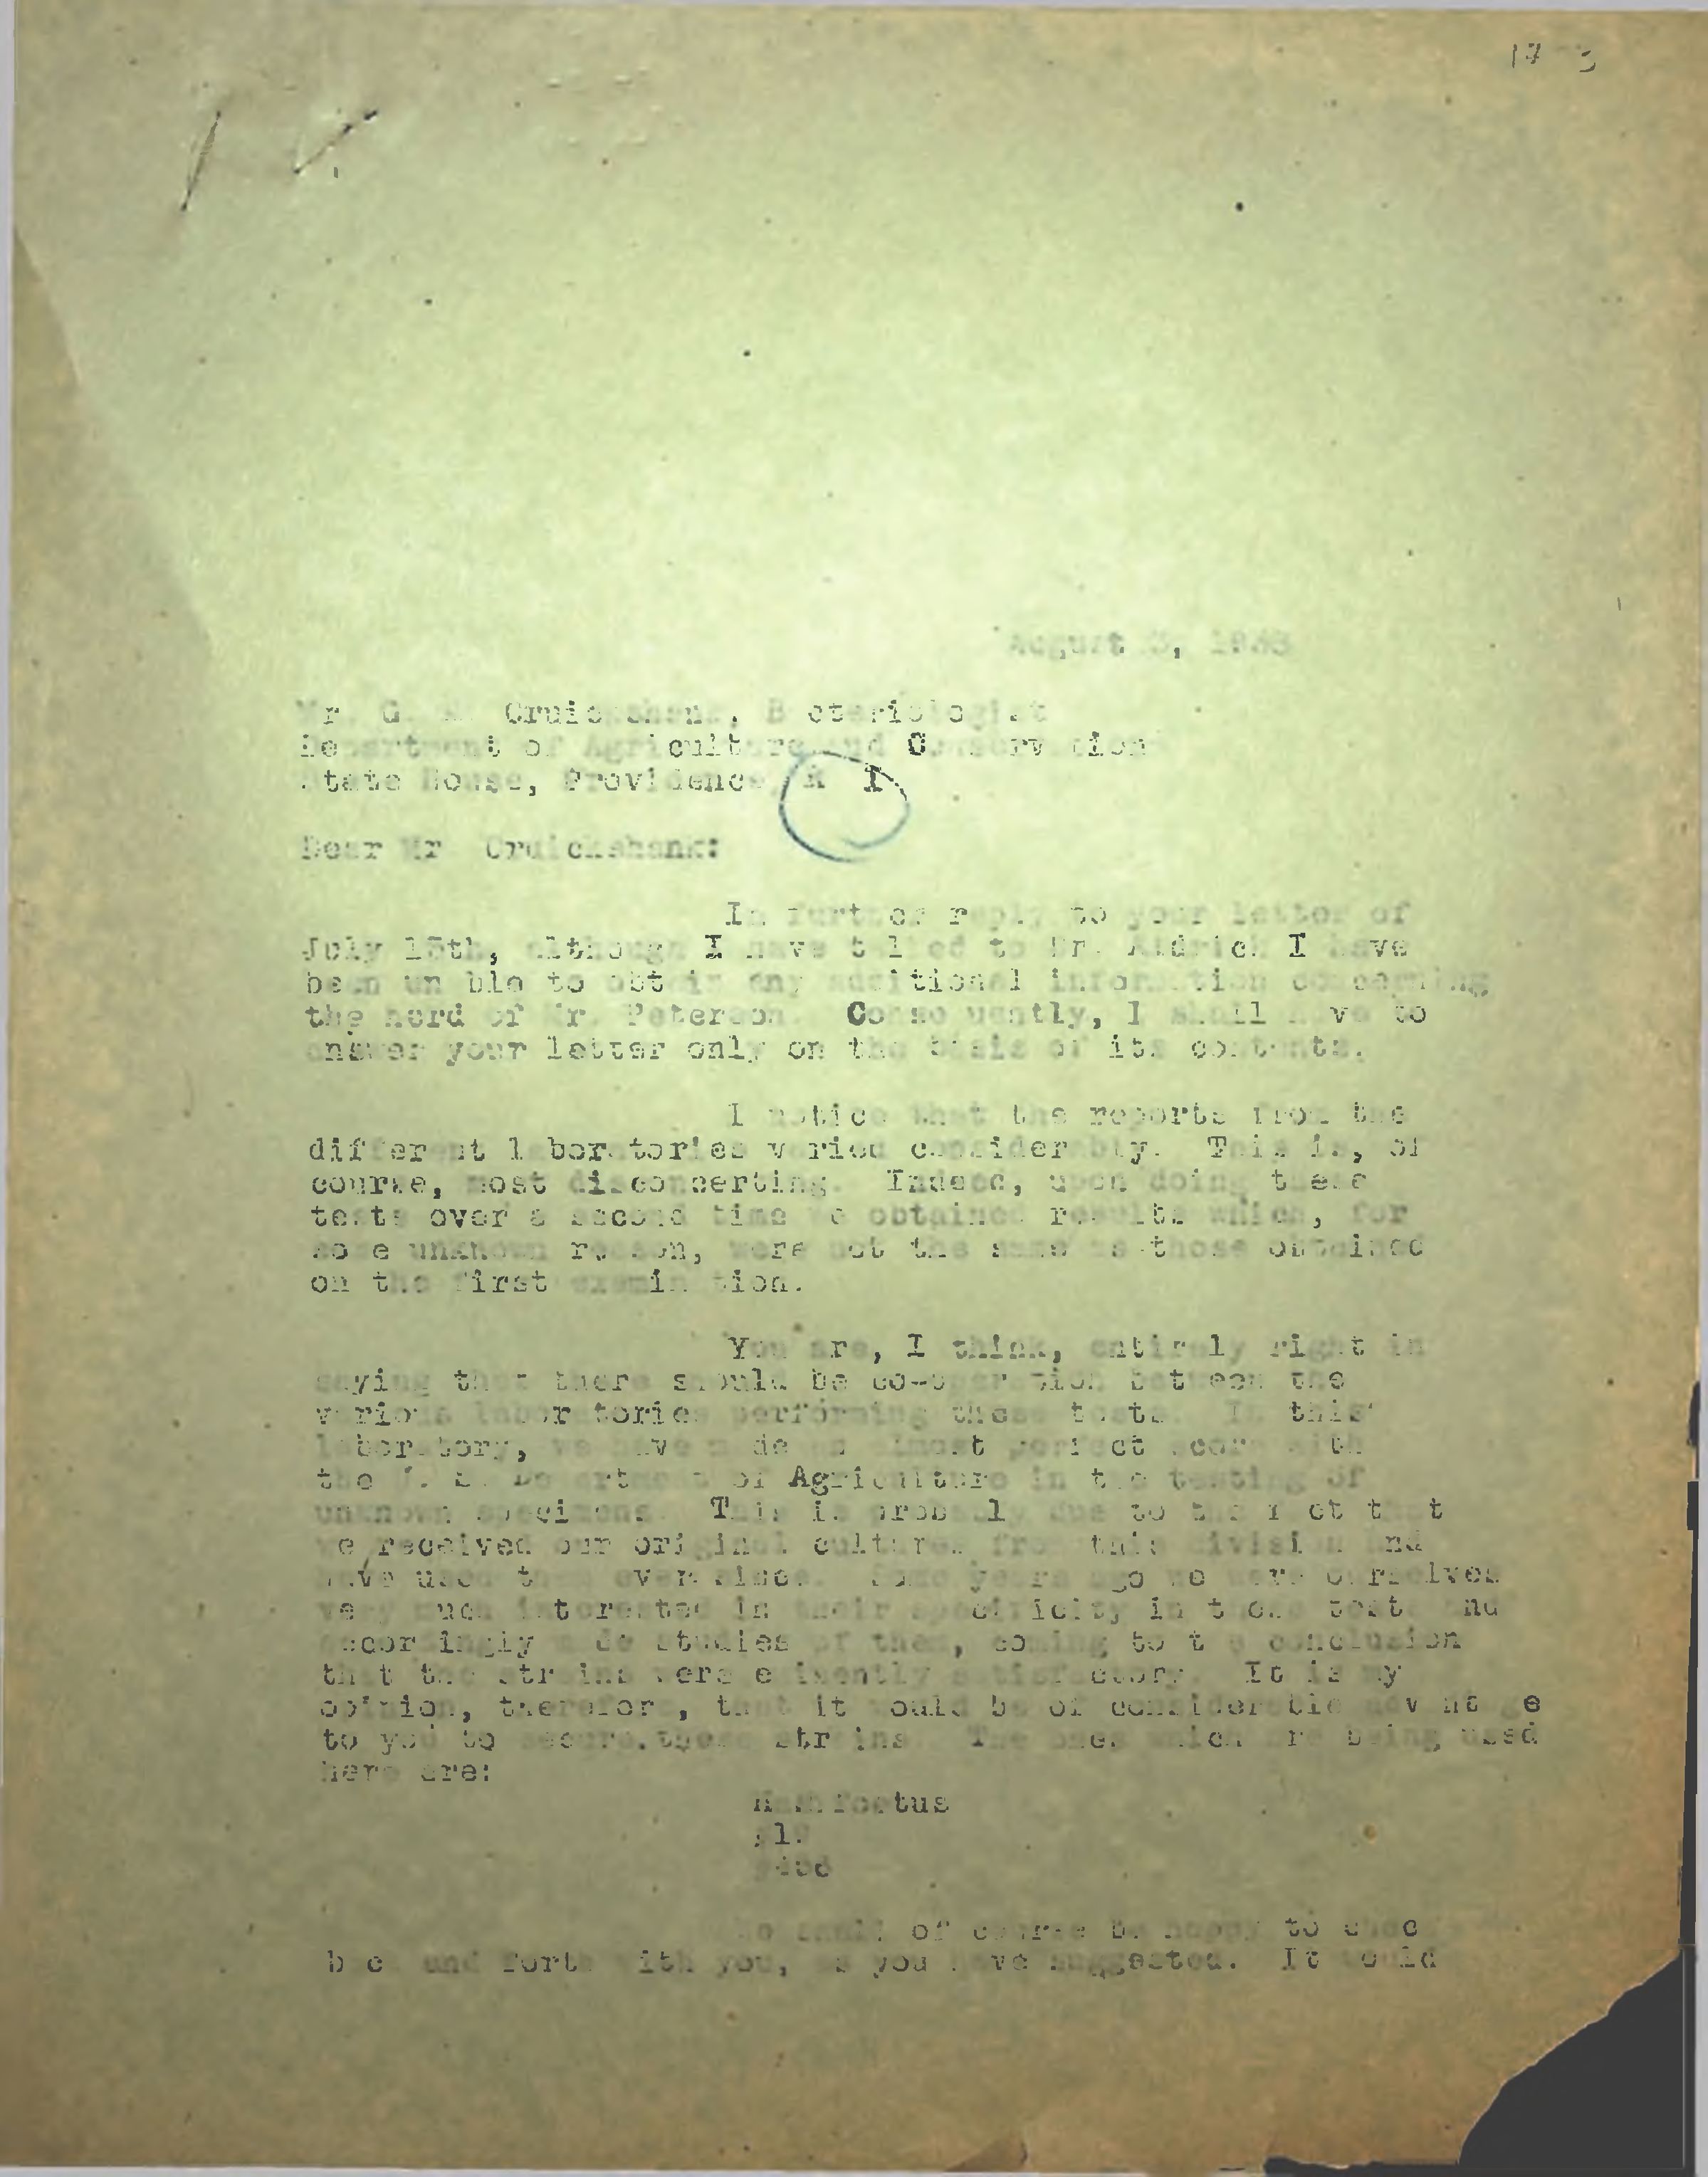 August 1938
Mr. G. Cruickshank, Bacteriologist
Department of Agriculture and Conservation
State House, Providence, R I
Dear Mr Cruickshank:
In further reply to your letter of
July 15th, although I have talked to Dr. Aldrich I have
been unable to obtain any additional information concerning
the herd of Mr. Peterson. Consequently, I shall have to
answer your letter only on the basis of its contents.
I notice that the reports from the
different laboratories varied considerably. This is, of
course, most disconcerting. Indeed, upon doing these
tests over a second time we obtained results which, for
some unknown reason, were not the same as those obtained
on the first examination.
You are, I think, entirely right in
saying that there should be co-operation between the
various laboratories performing these tests. In this
laboratory, we have made an almost perfect score with
the U. S. Department of Agriculture in the testing of
unknown specimens. This is probably due to the fact that
we received our original cultures from this division and
have used them ever since. Some years ago we were ourselves
very much interested in their specificity in these tests and
accordingly made studies of them, coming to the conclusion
that the strains were eminently satisfactory. It is my
opinion, therefore, that it would be of considerable advantage
to you to secure these strains. The ones which are being used
here are:
foetus
We shall of course be happy to check
back and forth with you, as you have suggested. It would